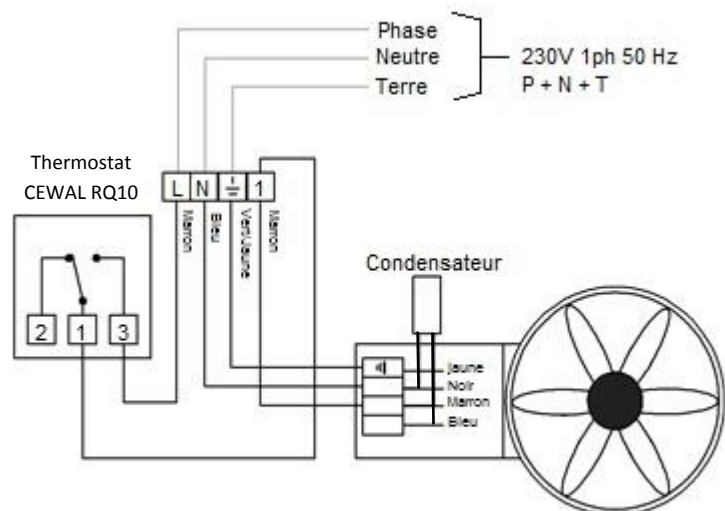 Phase
Neutre
Terre
230V 1ph 50 Hz
P + N + T
Thermostat
CEWAL RQ10
L N 1
Marron
Bleu
Vert/Jaune
Marron
2 1 3
Condensateur
Jaune
Noir
Marron
Bleu